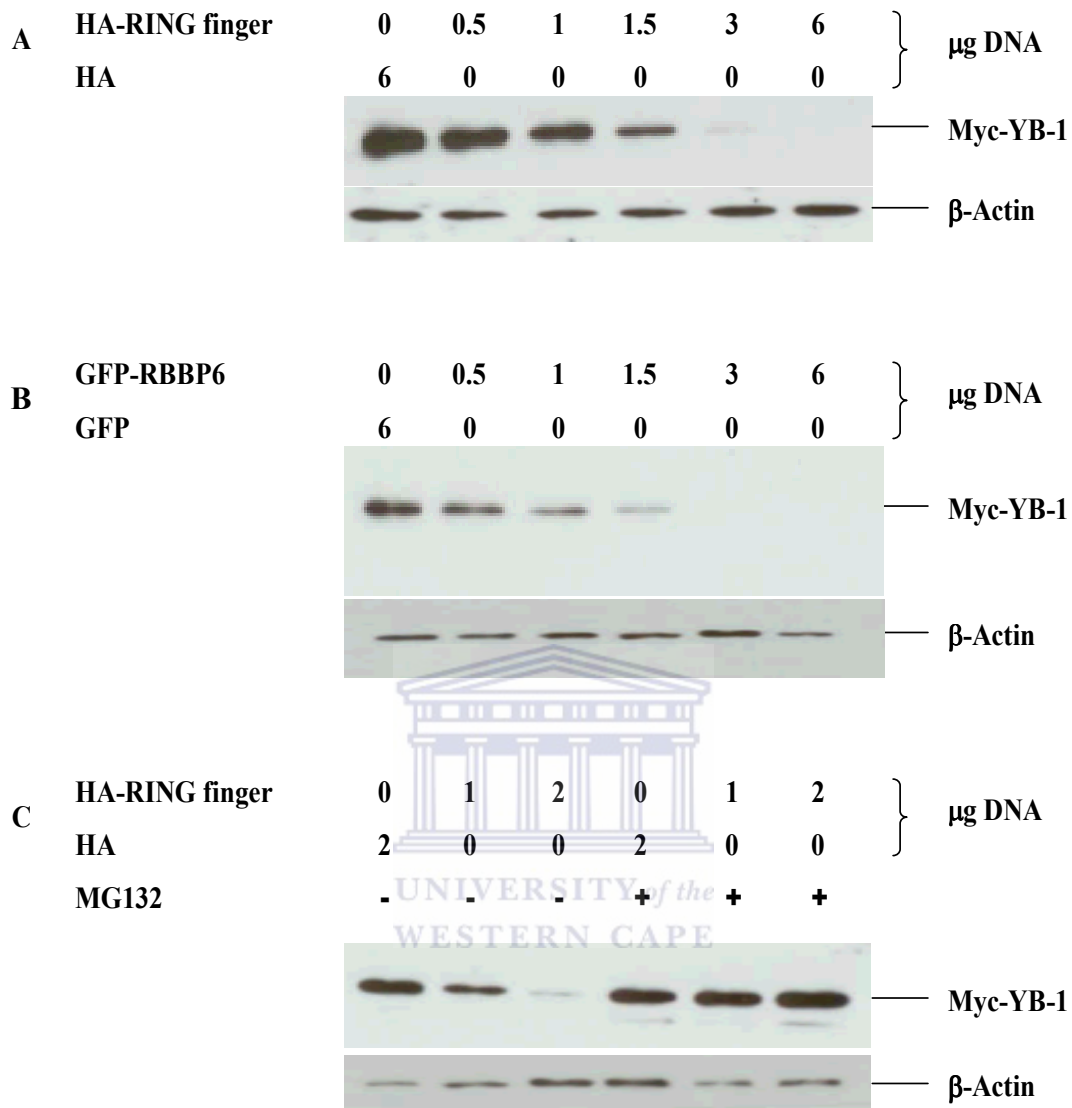 A
HA-RING finger 0 0.5 1 1.5 3 6
HA 6 0 0 0 0 0
μg DNA
Myc-YB-1
β-Actin
B
GFP-RBBP6 0 0.5 1 1.5 3 6
GFP 6 0 0 0 0 0
μg DNA
Myc-YB-1
β-Actin
C
HA-RING finger 0 1 2 0 1 2
HA 2 0 0 2 0 0
μg DNA
MG132 - - - + + +
UNIVERSITY of the
WESTERN CAPE
Myc-YB-1
β-Actin